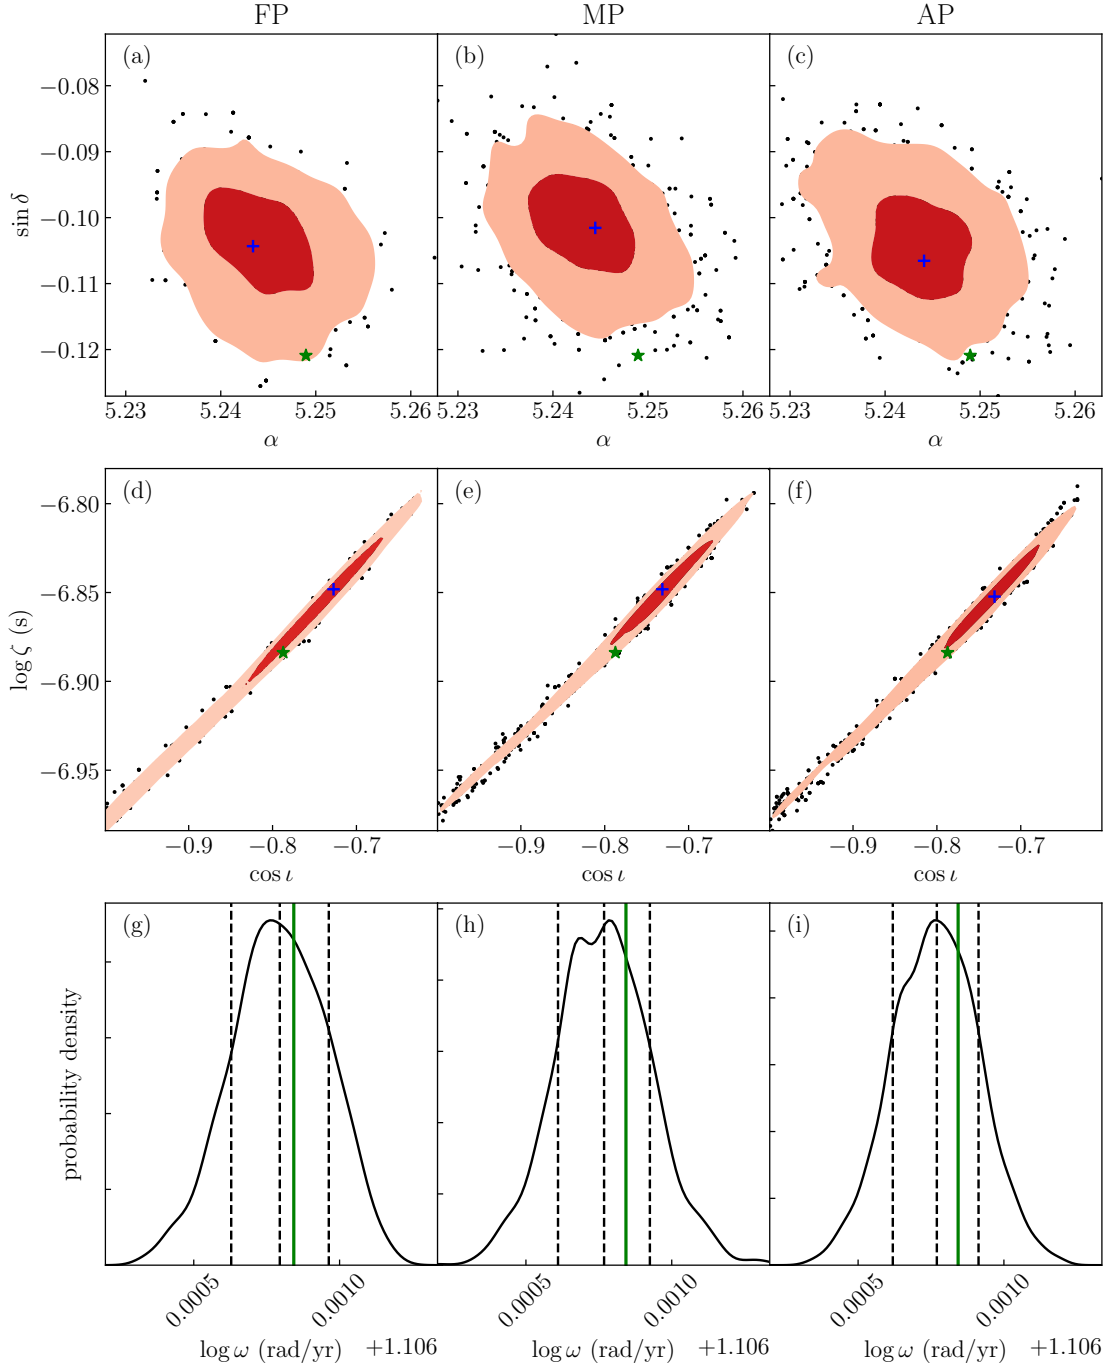 FP MP AP
(a) (b) (c)
−0.08
−0.09
−0.10
−0.11
−0.12
sin δ
5.23 5.24 5.25 5.26 5.23 5.24 5.25 5.26 5.23 5.24 5.25 5.26
α α α
(d) (e) (f)
−6.80
−6.85
−6.90
−6.95
log ζ (s)
−0.9 −0.8 −0.7 −0.9 −0.8 −0.7 −0.9 −0.8 −0.7
cos ι cos ι cos ι
(g) (h) (i)
probability density
0.0005 0.0010 0.0005 0.0010 0.0005 0.0010
log ω (rad/yr) +1.106 log ω (rad/yr) +1.106 log ω (rad/yr) +1.106